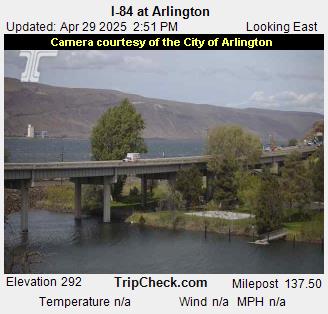 I-84 at Arlington
Updated: Apr 29 2025 2:51 PM Looking East
Camera courtesy of the City of Arlington
Elevation 292 TripCheck.com Milepost 137.50
Temperature n/a Wind n/a MPH n/a